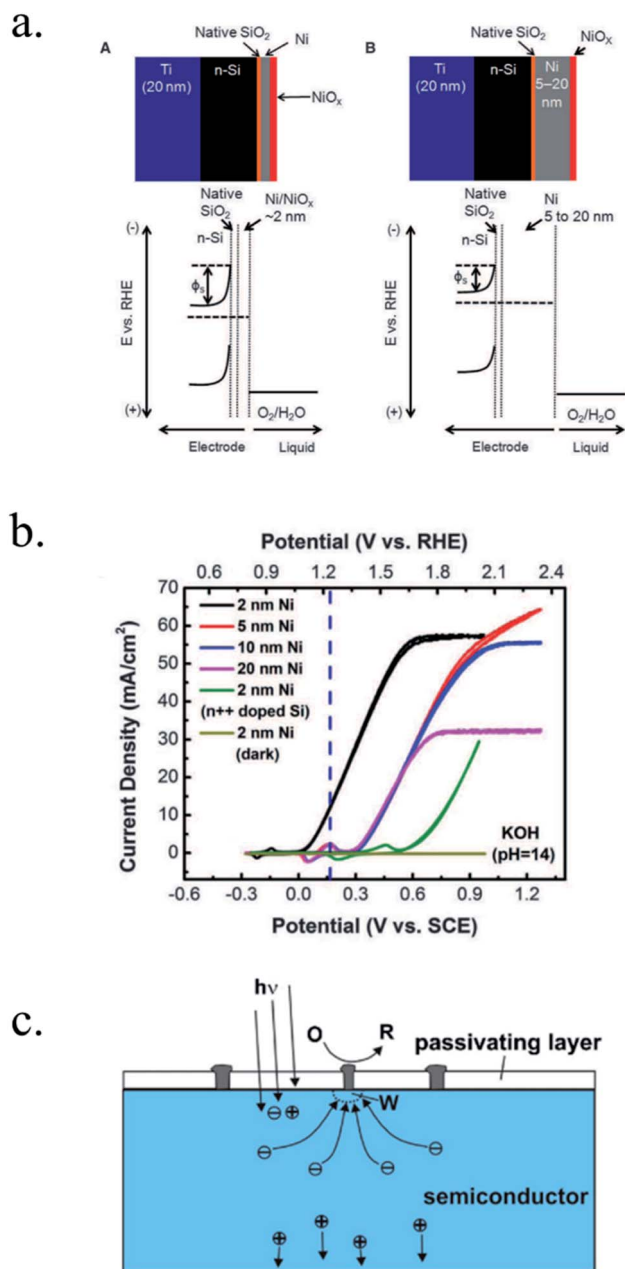 a.
A
Native SiO2
Ni
Ti
(20 nm)
n-Si
NiOx
Native
SiO2
Ni/NiOx
~2 nm
n-Si
(-)
E vs. RHE
ϕs
(+)
O2/H2O
Electrode
Liquid
B
Native
SiO2
NiOx
Ti
(20 nm)
n-Si
Ni
5–20
nm
Native
SiO2
Ni
5 to 20 nm
n-Si
(-)
E vs. RHE
ϕs
(+)
O2/H2O
Electrode
Liquid
b.
Potential (V vs. RHE)
0.6 0.9 1.2 1.5 1.8 2.1 2.4
Current Density (mA/cm²)
70
60
50
40
30
20
10
0
2 nm Ni
5 nm Ni
10 nm Ni
20 nm Ni
2 nm Ni
(n++ doped Si)
2 nm Ni
(dark)
KOH
(pH=14)
-0.6 -0.3 0.0 0.3 0.6 0.9 1.2
Potential (V vs. SCE)
c.
hν
O R
passivating layer
W
semiconductor